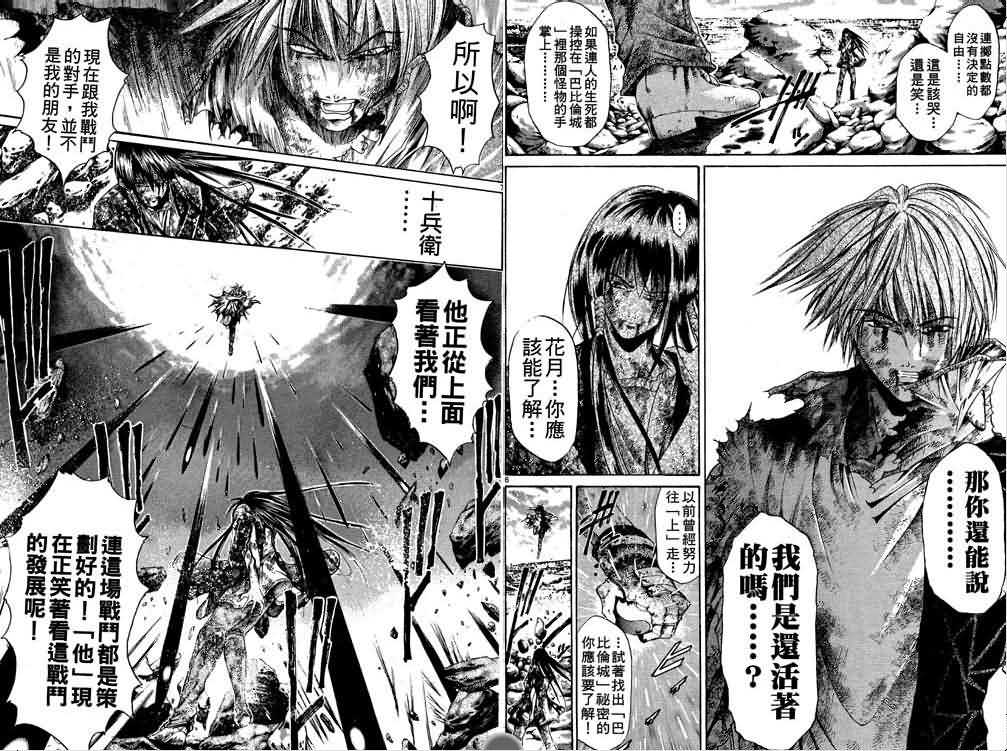 連擲點數都
沒有決定的
自由……
這是該哭…
還是笑…
如果連人的生死都
操控在「巴比倫城
」裡那個怪物的手
掌上………
那你還能說
………
我們是還活著
的嗎………?
…
花月…你應
該能了解…
以前曾經努力
往「上」走…
…試著找出「巴
比倫城」祕密的
你應該要了解！
6
所以啊！
現在跟我戰鬥
的對手，並不
是我的朋友！
十兵衛
……
他正從上面
看著我們…
連這場戰鬥都是策
劃好的！「他」現
在正笑著看這戰鬥
的發展呢！